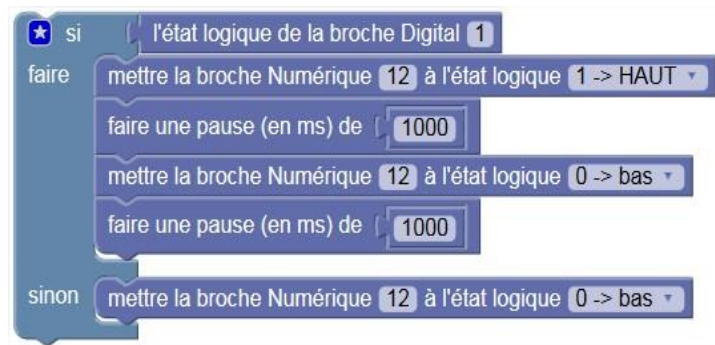 si l'état logique de la broche Digital 1
faire mettre la broche Numérique 12 à l'état logique 1 -> HAUT
faire une pause (en ms) de 1000
mettre la broche Numérique 12 à l'état logique 0 -> bas
faire une pause (en ms) de 1000
sinon mettre la broche Numérique 12 à l'état logique 0 -> bas